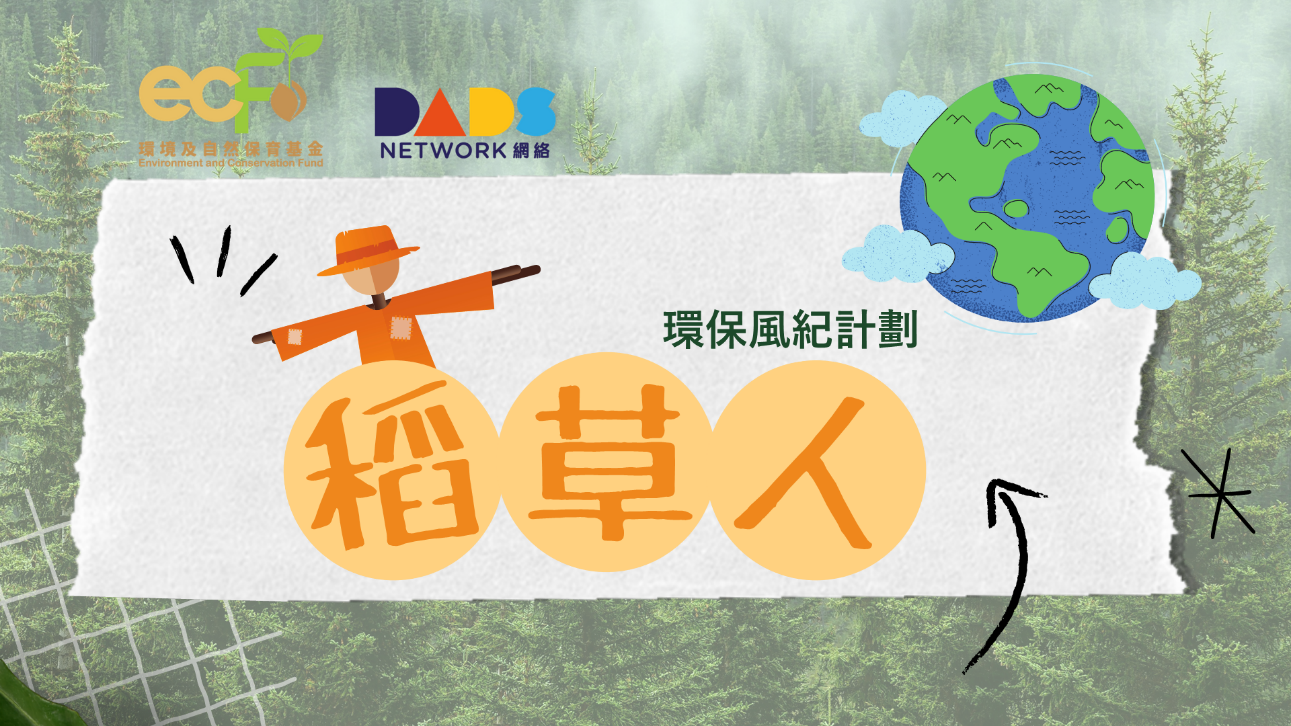 ecf
環境及自然保育基金
Environment and Conservation Fund
DADS
NETWORK 網絡
環保風紀計劃
稻草人